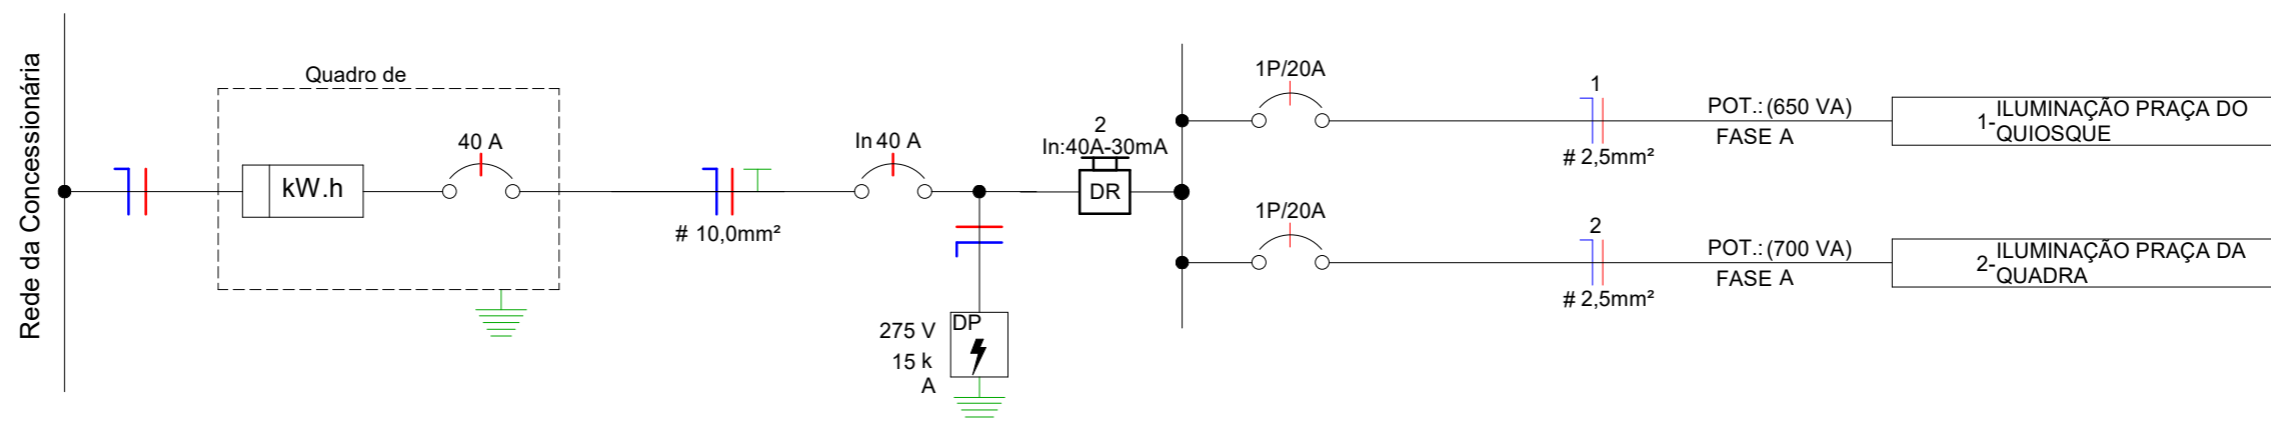 Rede da Concessionária
Quadro de
kW.h
40 A
# 10,0mm²
In 40 A
275 V
15 k
A
DP
2
In:40A-30mA
DR
1P/20A
1
# 2,5mm²
POT.: (650 VA)
FASE A
1-ILUMINAÇÃO PRAÇA DO
QUIOSQUE
1P/20A
2
# 2,5mm²
POT.: (700 VA)
FASE A
2-ILUMINAÇÃO PRAÇA DA
QUADRA